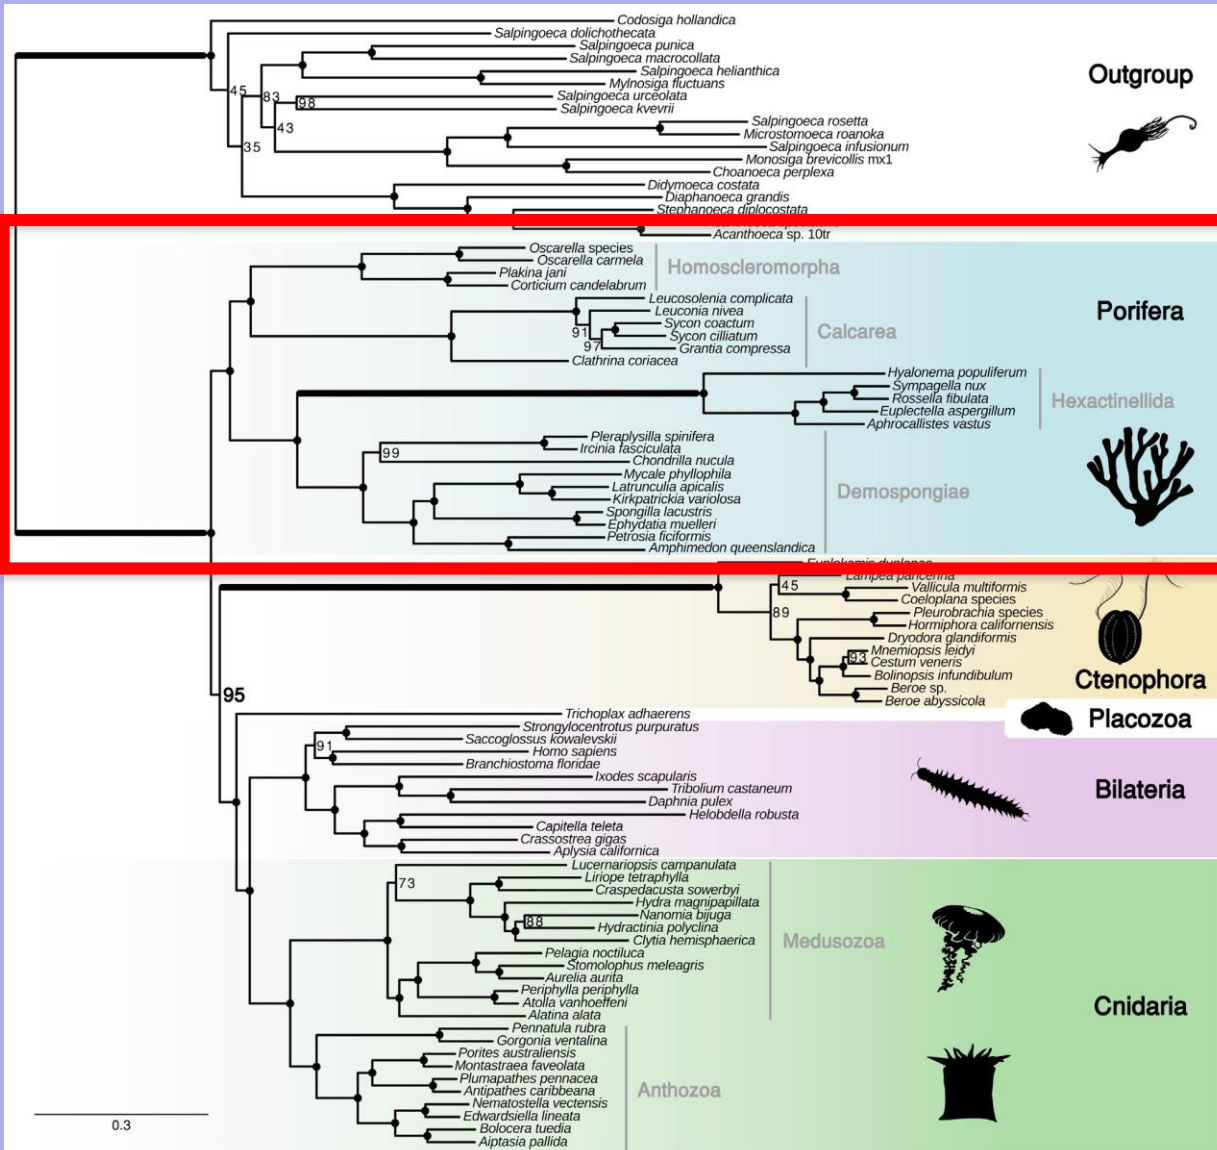 Codosiga hollandica
Salpingoeca dolichothecata
Salpingoeca punica
Salpingoeca macrocollata
Salpingoeca helianthica
Mylnosiga fluctuans
45
83
98
Salpingoeca urceolata
Salpingoeca kvevrii
43
35
Salpingoeca rosetta
Microstomoeca roanoka
Salpingoeca infusionum
Monosiga brevicollis mx1
Choanoeca perplexa
Didymoeca costata
Diaphanoeca grandis
Stephanoeca diplocostata
Acanthoeca sp. 10tr
Outgroup
Oscarella species
Oscarella carmela
Plakina jani
Corticium candelabrum
Homoscleromorpha
Leucosolenia complicata
Leuconia nivea
Sycon coactum
91
Sycon cilliatum
97
Grantia compressa
Clathrina coriacea
Calcarea
Porifera
Hyalonema populiferum
Sympagella nux
Rossella fibulata
Euplectella aspergillum
Aphrocallistes vastus
Hexactinellida
Pleraplysilla spinifera
Ircinia fasciculata
99
Chondrilla nucula
Mycale phyllophila
Latrunculia apicalis
Kirkpatrickia variolosa
Spongilla lacustris
Ephydatia muelleri
Petrosia ficiformis
Amphimedon queenslandica
Demospongiae
45
Vallicula multiformis
Coeloplana species
89
Pleurobrachia species
Hormiphora californensis
Dryodora glandiformis
Mnemiopsis leidyi
93
Cestum veneris
Bolinopsis infundibulum
Beroe sp.
Beroe abyssicola
Ctenophora
95
Trichoplax adhaerens
Placozoa
Strongylocentrotus purpuratus
Saccoglossus kowalevskii
91
Homo sapiens
Branchiostoma floridae
Ixodes scapularis
Tribolium castaneum
Daphnia pulex
Helobdella robusta
Capitella teleta
Crassostrea gigas
Aplysia californica
Bilateria
Lucernariopsis campanulata
73
Liriope tetraphylla
Craspedacusta sowerbyi
Hydra magnipapillata
Nanomia bijuga
88
Hydractinia polyclina
Clytia hemisphaerica
Medusozoa
Pelagia noctiluca
Stomolophus meleagris
Aurelia aurita
Periphylla periphylla
Atolla vanhoeffeni
Alatina alata
Cnidaria
Pennatula rubra
Gorgonia ventalina
Porites australiensis
Montastraea faveolata
Plumapathes pennacea
Antipathes caribbeana
Nematostella vectensis
Edwardsiella lineata
Bolocera tuedia
Aiptasia pallida
Anthozoa
0.3